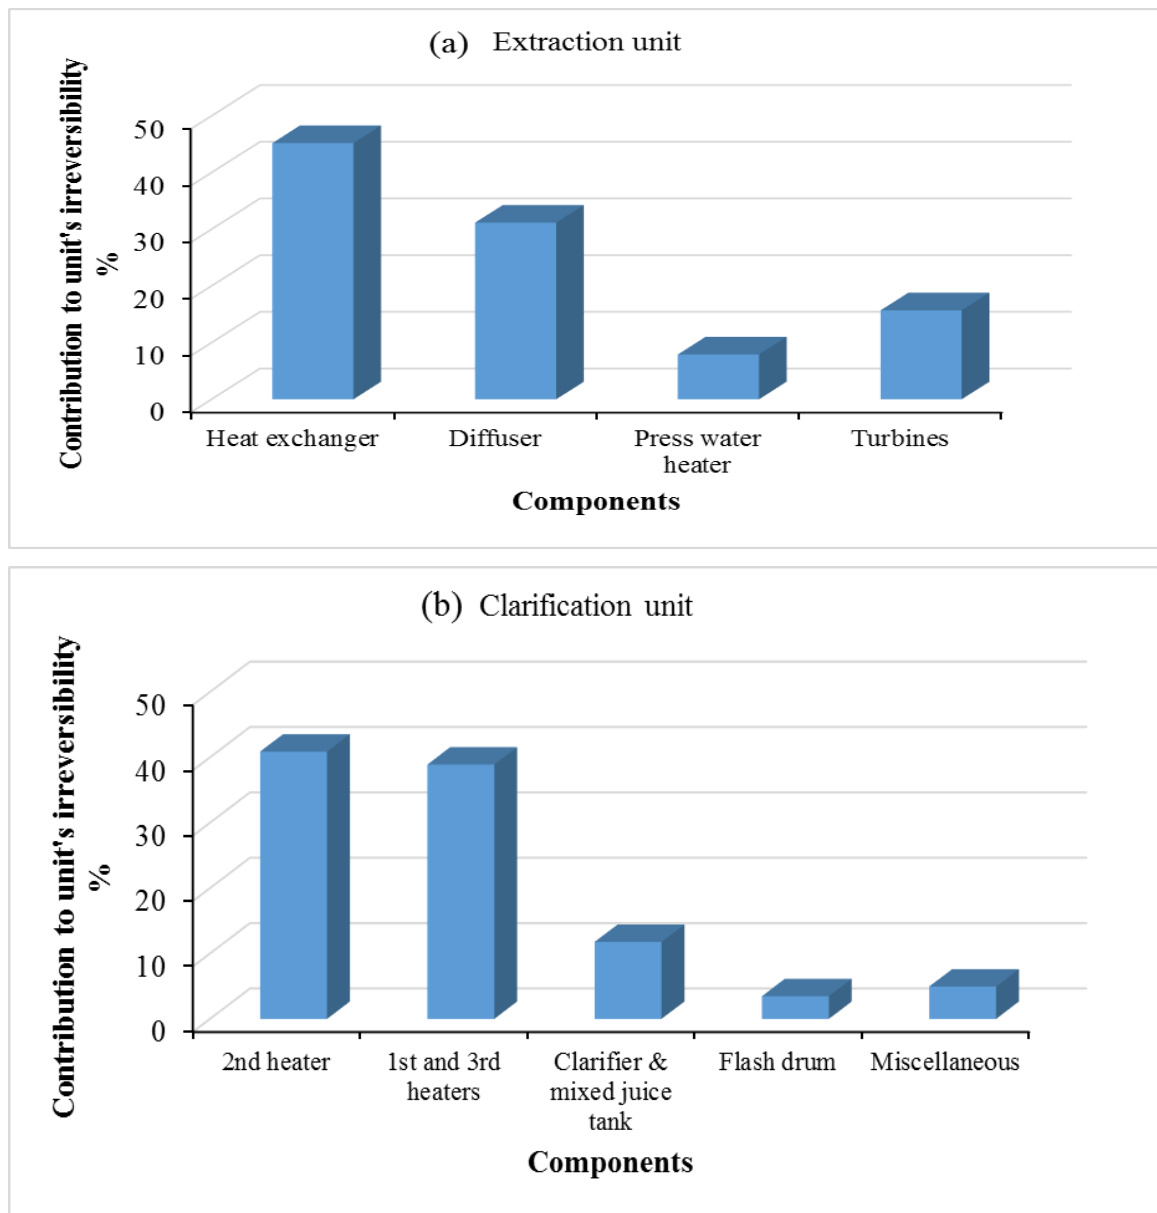 (a) Extraction unit
Contribution to unit's irreversibility
%
50
40
30
20
10
0
Heat exchanger
Diffuser
Press water
heater
Turbines
Components
(b) Clarification unit
Contribution to unit's irreversibility
%
50
40
30
20
10
0
2nd heater
1st and 3rd
heaters
Clarifier &
mixed juice
tank
Flash drum
Miscellaneous
Components